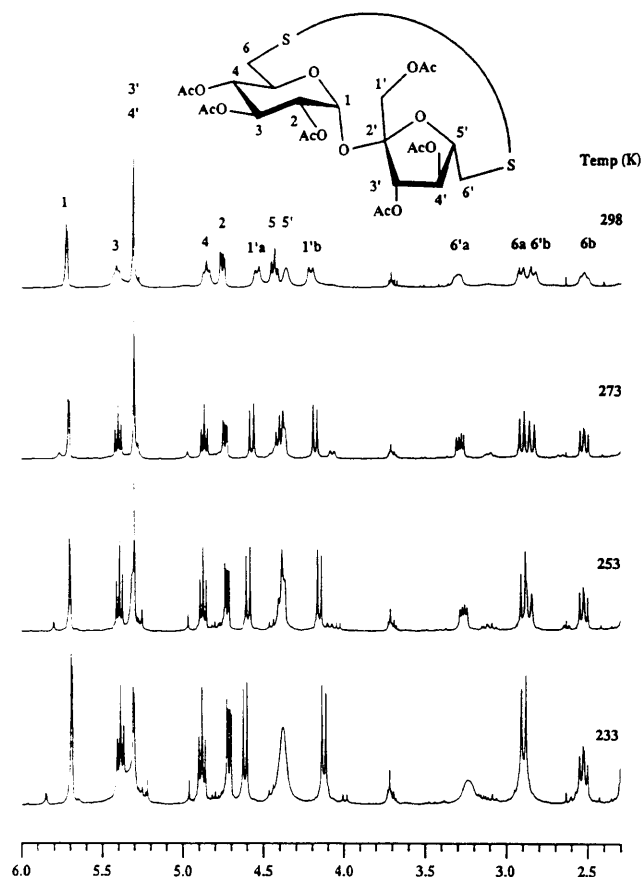 6 S
4 O 1' OAc
AcO 1 O 5'
AcO 2 2' AcO S
3 AcO O 3' 4' 6'
AcO
3'
4'
Temp (K)
1 3 4 2 1'a 5 5' 1'b 6'a 6a 6'b 6b
298
273
253
233
6.0 5.5 5.0 4.5 4.0 3.5 3.0 2.5